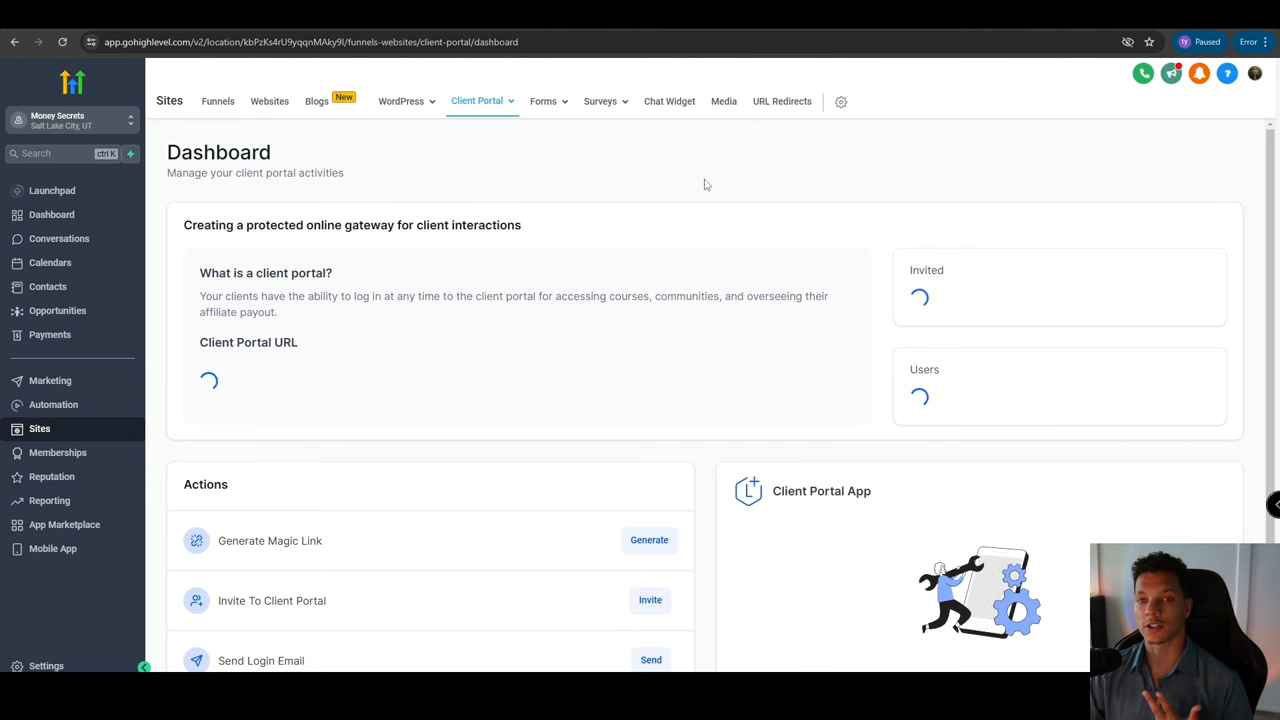 app.gohighlevel.com/v2/location/kbPzKs4rU9yqqnMAky9l/funnels-websites/client-portal/dashboard
ty Paused
Error
Money Secrets
Salt Lake City, UT
Search ctrl K
Launchpad
Dashboard
Conversations
Calendars
Contacts
Opportunities
Payments
Marketing
Automation
Sites
Memberships
Reputation
Reporting
App Marketplace
Mobile App
Settings
Sites Funnels Websites Blogs New WordPress Client Portal Forms Surveys Chat Widget Media URL Redirects
Dashboard
Manage your client portal activities
Creating a protected online gateway for client interactions
What is a client portal?
Your clients have the ability to log in at any time to the client portal for accessing courses, communities, and overseeing their
affiliate payout.
Client Portal URL
Invited
Users
Actions
Generate Magic Link Generate
Invite To Client Portal Invite
Send Login Email Send
Client Portal App